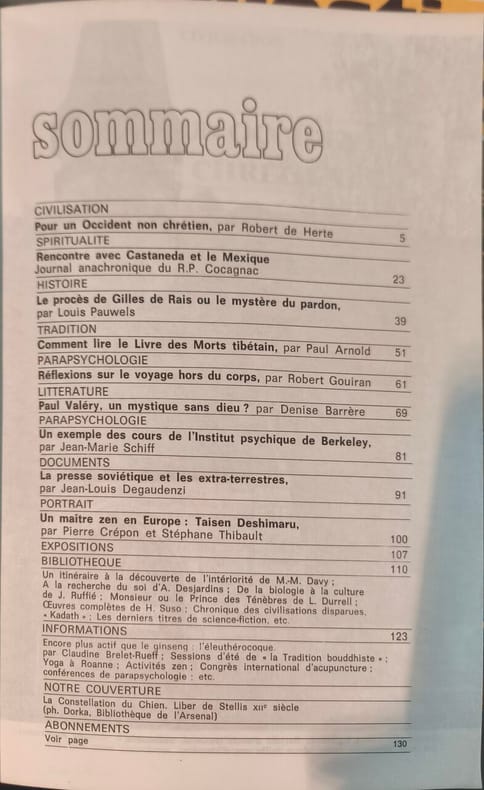 sommaire
CIVILISATION
Pour un Occident non chrétien, par Robert de Herte 5
SPIRITUALITE
Rencontre avec Castaneda et le Mexique
Journal anachronique du R.P. Cocagnac 23
HISTOIRE
Le procès de Gilles de Rais ou le mystère du pardon,
par Louis Pauwels 39
TRADITION
Comment lire le Livre des Morts tibétain, par Paul Arnold 51
PARAPSYCHOLOGIE
Réflexions sur le voyage hors du corps, par Robert Gouiran 61
LITTERATURE
Paul Valéry, un mystique sans dieu ? par Denise Barrère 69
PARAPSYCHOLOGIE
Un exemple des cours de l'Institut psychique de Berkeley,
par Jean-Marie Schiff 81
DOCUMENTS
La presse soviétique et les extra-terrestres,
par Jean-Louis Degaudenzi 91
PORTRAIT
Un maître zen en Europe : Taisen Deshimaru,
par Pierre Crépon et Stéphane Thibault 100
EXPOSITIONS 107
BIBLIOTHEQUE 110
Un itinéraire à la découverte de l'intériorité de M.-M. Davy ;
A la recherche du soi d'A. Desjardins ; De la biologie à la culture
de J. Ruffié ; Monsieur ou le Prince des Ténèbres de L. Durrell ;
Œuvres complètes de H. Suso ; Chronique des civilisations disparues,
« Kadath » ; Les derniers titres de science-fiction, etc.
INFORMATIONS 123
Encore plus actif que le ginseng : l'éleuthérocoque,
par Claudine Brelet-Rueff ; Sessions d'été de « la Tradition bouddhiste » ;
Yoga à Roanne ; Activités zen ; Congrès international d'acupuncture ;
conférences de parapsychologie ; etc.
NOTRE COUVERTURE
La Constellation du Chien. Liber de Stellis XIIe siècle
(ph. Dorka, Bibliothèque de l'Arsenal)
ABONNEMENTS
Voir page 130